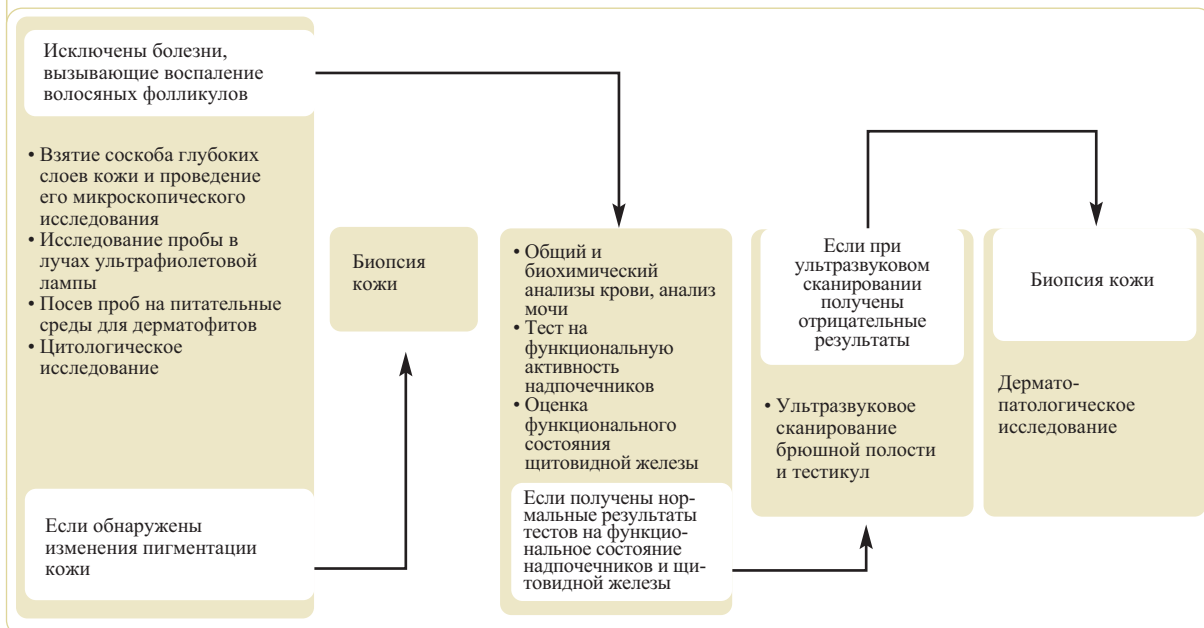 Исключены болезни,
вызывающие воспаление
волосяных фолликулов
• Взятие соскоба глубоких
слоев кожи и проведение
его микроскопического
исследования
• Исследование пробы в
лучах ультрафиолетовой
лампы
• Посев проб на питательные
среды для дерматофитов
• Цитологическое
исследование
Если обнаружены
изменения пигментации
кожи
Биопсия
кожи
• Общий и
биохимический
анализы крови, анализ
мочи
• Тест на
функциональную
активность
надпочечников
• Оценка
функционального
состояния
щитовидной железы
Если получены нор-
мальные результаты
тестов на функцио-
нальное состояние
надпочечников и щи-
товидной железы
Если при
ультразвуковом
сканировании
получены
отрицательные
результаты
• Ультразвуковое
сканирование
брюшной полости
и тестикул
Биопсия кожи
Дермато-
патологическое
исследование